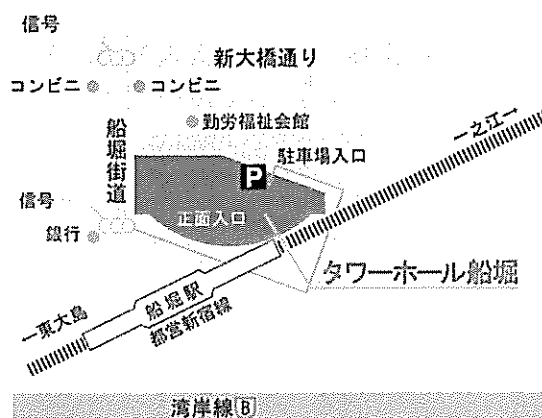 信号
新大橋通り
コンビニ
コンビニ
勤労福祉会館
船堀街道
一之江→
駐車場入口
P
信号
正面入口
銀行
タワーホール船堀
船堀駅
都営新宿線
←東大島
湾岸線B